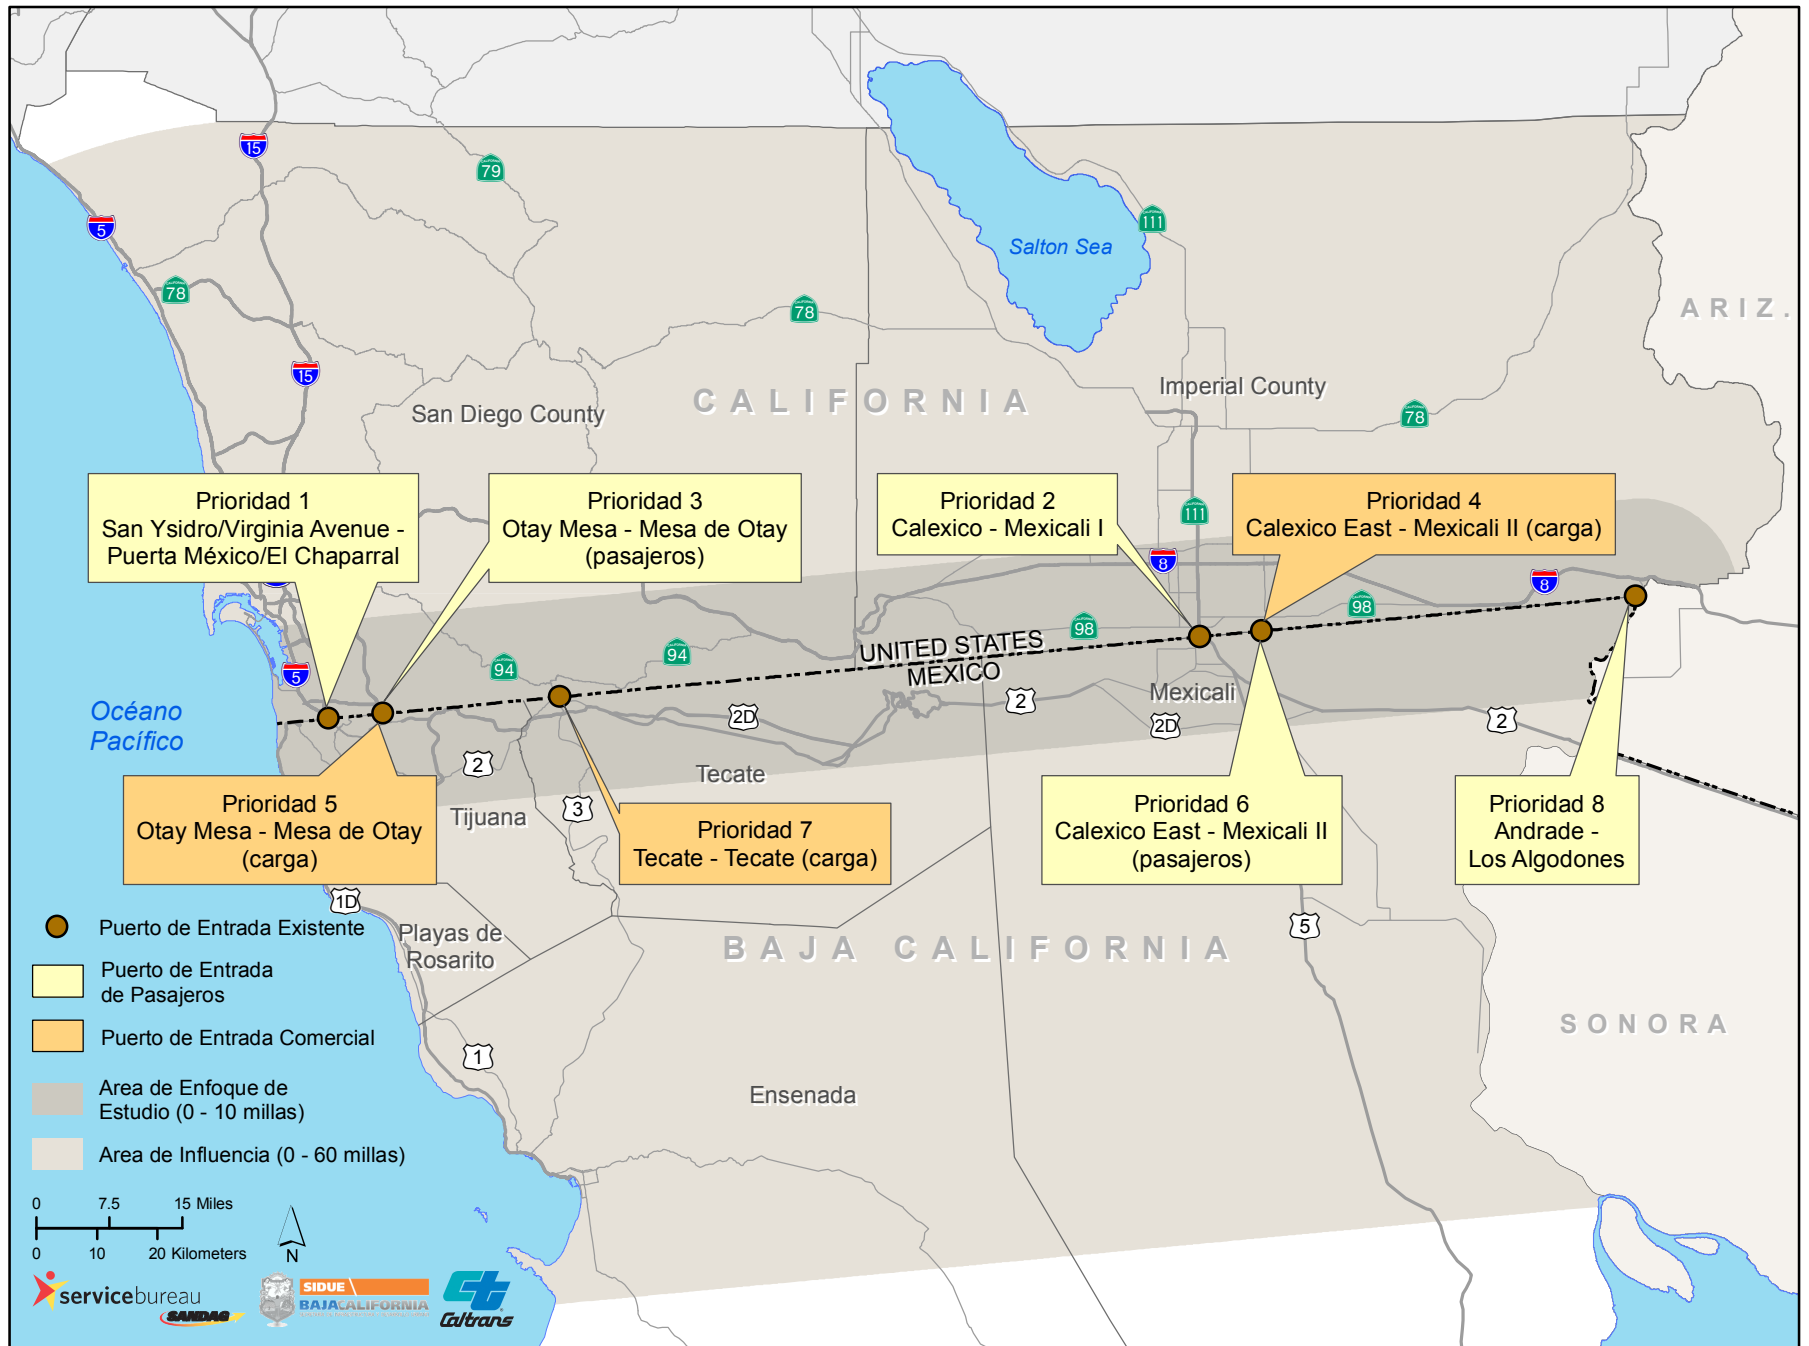 15
79
5
111
Salton Sea
78
78
ARIZ.
15
CALIFORNIA
Imperial County
San Diego County
78
Prioridad 1
San Ysidro/Virginia Avenue -
Puerta México/El Chaparral
Prioridad 3
Otay Mesa - Mesa de Otay
(pasajeros)
Prioridad 2
Calexico - Mexicali I
111
Prioridad 4
Calexico East - Mexicali II (carga)
8
8
98
98
94
94
UNITED STATES
MEXICO
5
Océano
Pacífico
2
2D
2
2D
Mexicali
2
Tecate
Prioridad 5
Otay Mesa - Mesa de Otay
(carga)
Tijuana
3
Prioridad 7
Tecate - Tecate (carga)
Prioridad 6
Calexico East - Mexicali II
(pasajeros)
Prioridad 8
Andrade -
Los Algodones
1D
5
Playas de
Rosarito
BAJA CALIFORNIA
SONORA
1
Ensenada
Puerto de Entrada Existente
Puerto de Entrada
de Pasajeros
Puerto de Entrada Comercial
Area de Enfoque de
Estudio (0 - 10 millas)
Area de Influencia (0 - 60 millas)
0 7.5 15 Miles
0 10 20 Kilometers
N
servicebureau
SANDAG
SIDUE
BAJACALIFORNIA
Ct
Caltrans